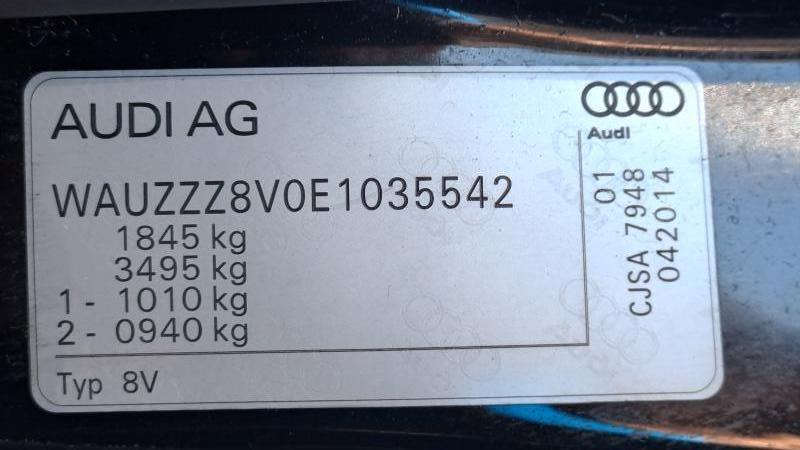 AUDI AG
Audi
WAUZZZ8V0E1035542
1845 kg
3495 kg
1 - 1010 kg
2 - 0940 kg
Typ 8V
01
CJSA 7948
042014